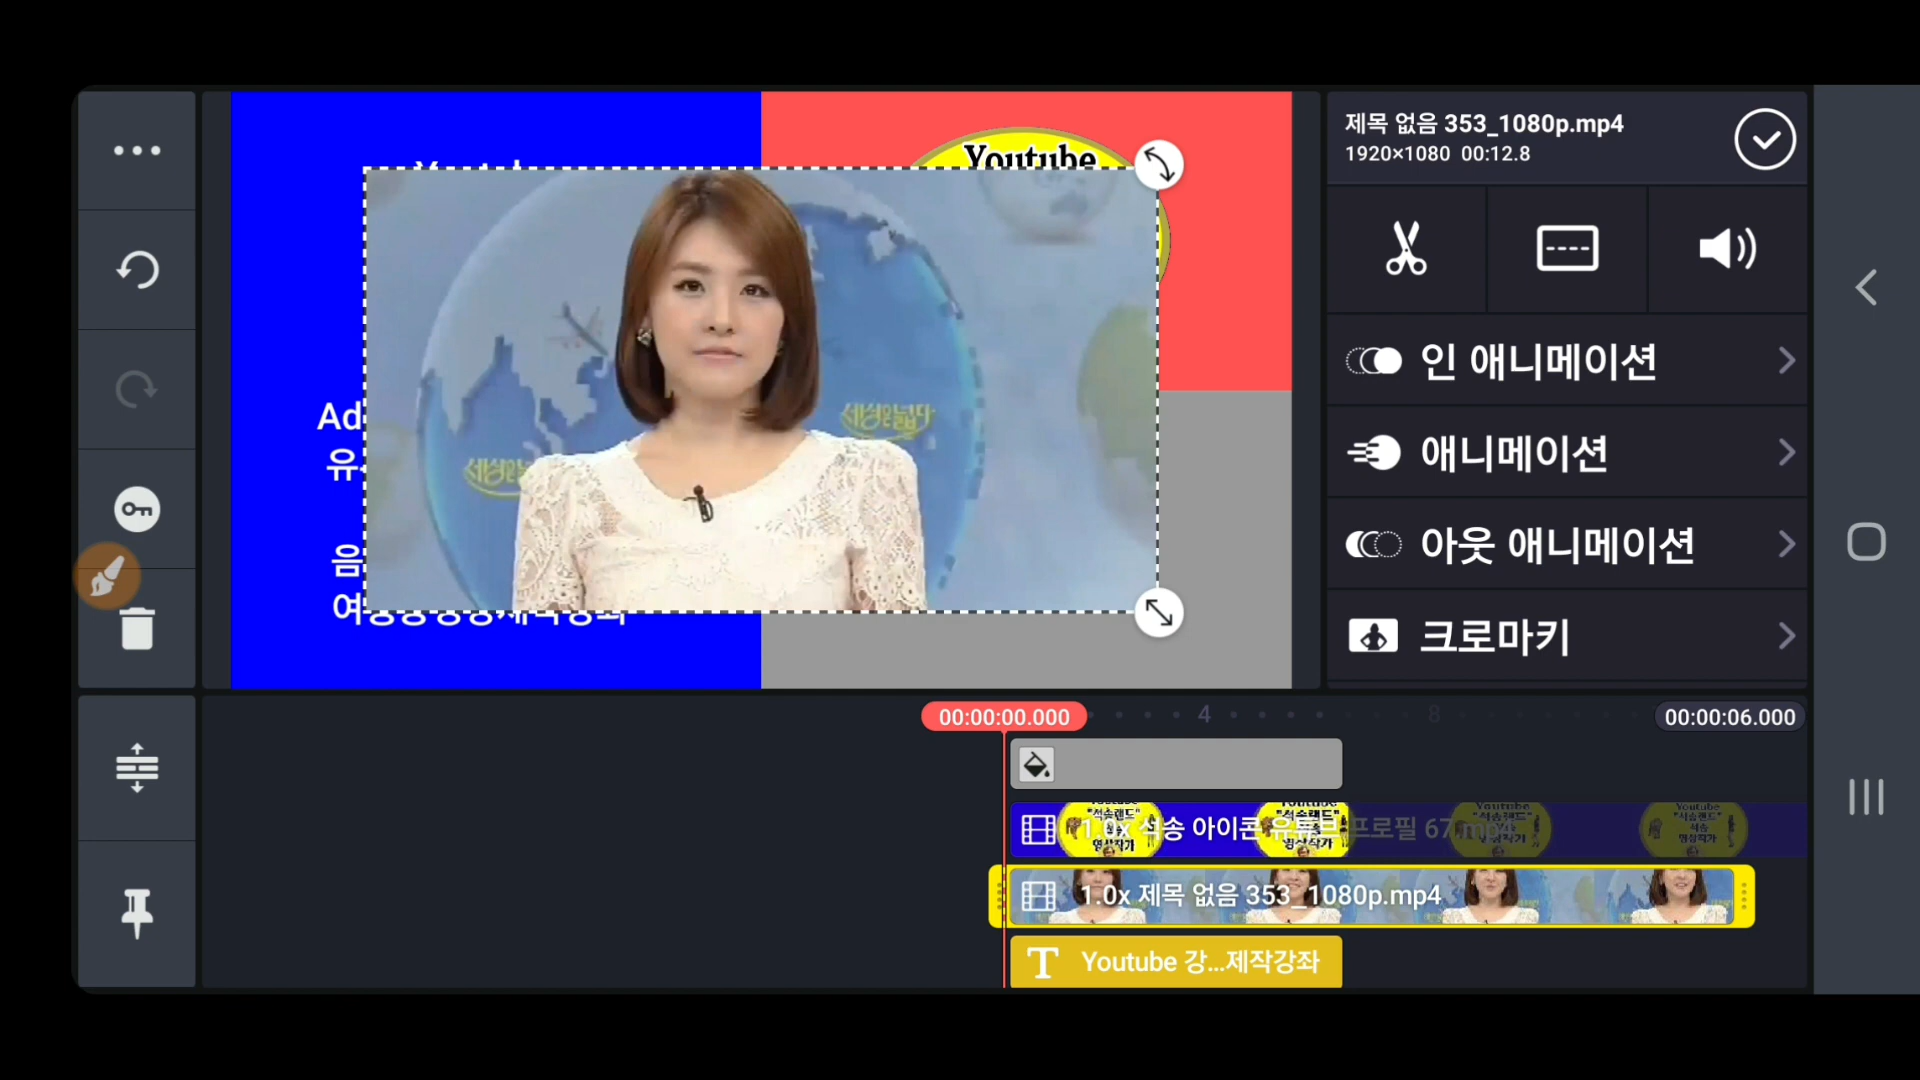 Youtube
Ad
유
음
제목 없음 353_1080p.mp4
1920×1080 00:12.8
인 애니메이션
애니메이션
아웃 애니메이션
크로마키
00:00:00.000
4
8
00:00:06.000
1.0x 석송 아이콘 유튜브 프로필 67.mp4
1.0x 제목 없음 353_1080p.mp4
Youtube 강...제작강좌